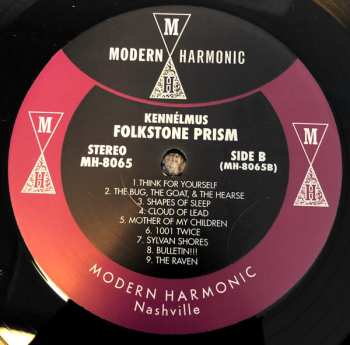 M
MODERN HARMONIC
H
KENNÉLMUS
FOLKSTONE PRISM
STEREO
MH-8065
SIDE B
(MH-8065B)
M
H
M
H
1.THINK FOR YOURSELF
2. THE BUG, THE GOAT, & THE HEARSE
3. SHAPES OF SLEEP
4. CLOUD OF LEAD
5. MOTHER OF MY CHILDREN
6. 1001 TWICE
7. SYLVAN SHORES
8. BULLETIN!!!
9. THE RAVEN
MODERN HARMONIC
Nashville